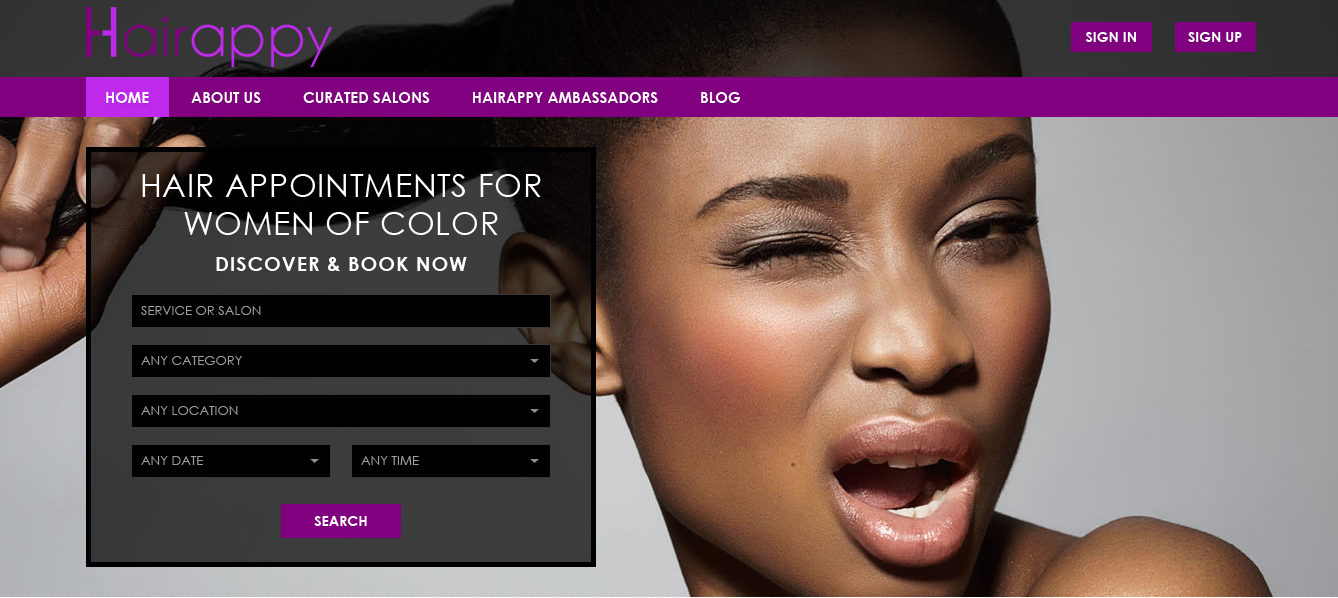 Hairappy
SIGN IN
SIGN UP
HOME
ABOUT US
CURATED SALONS
HAIRAPPY AMBASSADORS
BLOG
HAIR APPOINTMENTS FOR
WOMEN OF COLOR
DISCOVER & BOOK NOW
SERVICE OR SALON
ANY CATEGORY
ANY LOCATION
ANY DATE
ANY TIME
SEARCH